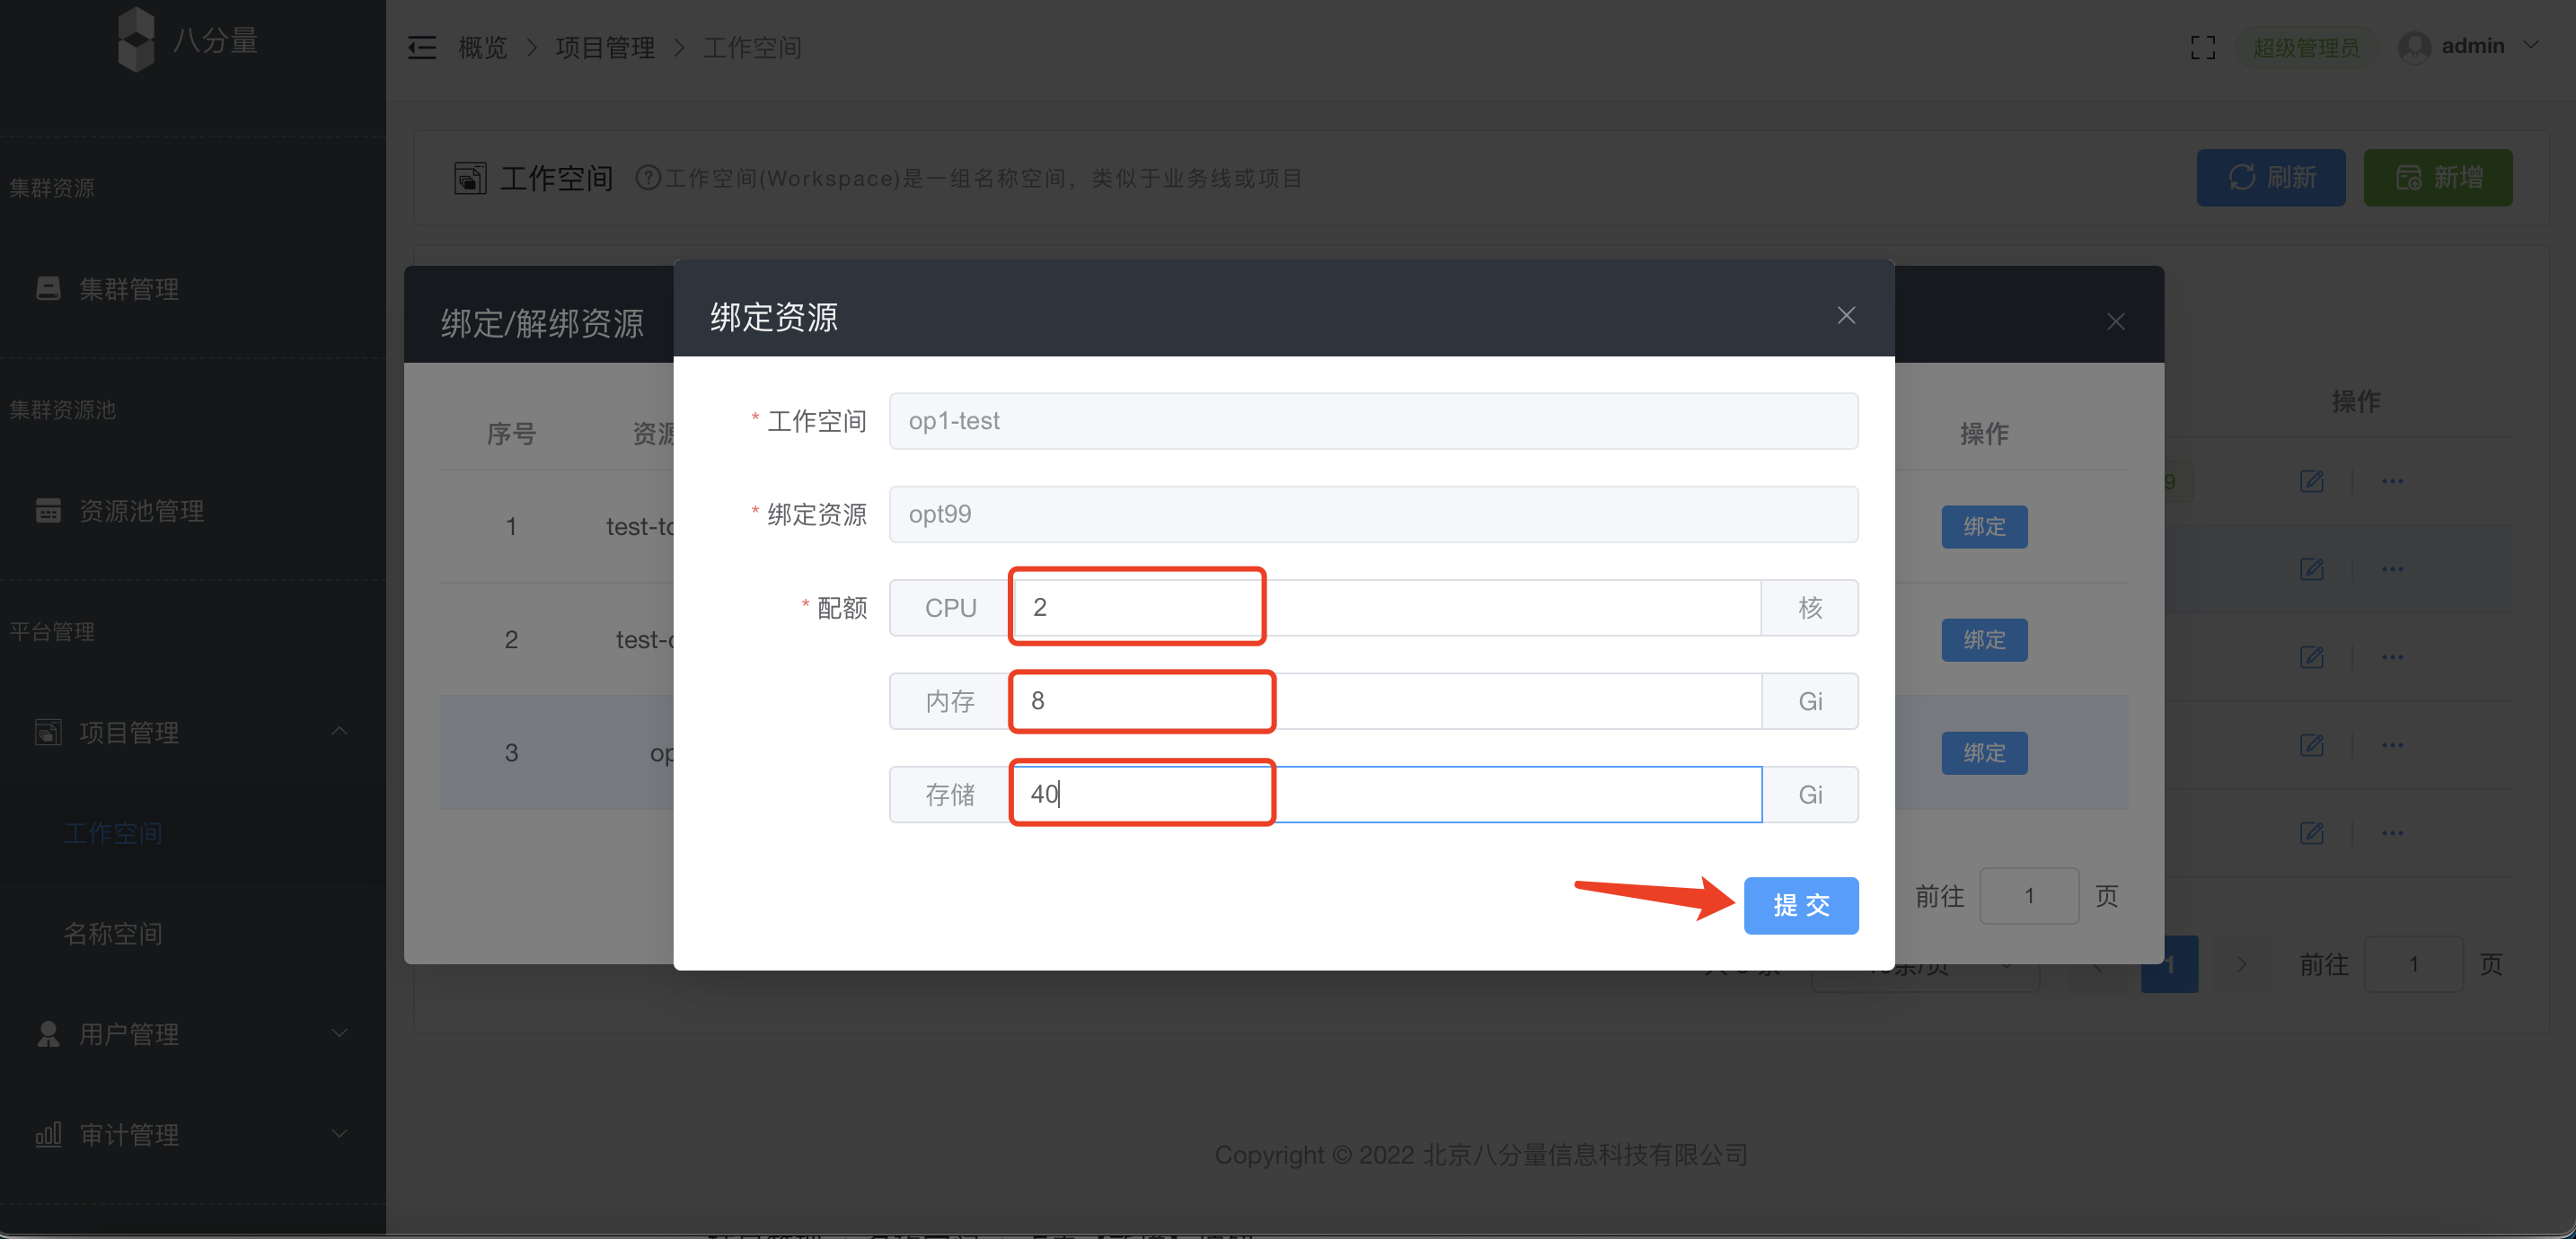 八分量
概览 > 项目管理 > 工作空间
超级管理员
admin
集群资源
集群管理
集群资源池
资源池管理
平台管理
项目管理
工作空间
名称空间
用户管理
审计管理
工作空间
工作空间(Workspace)是一组名称空间，类似于业务线或项目
刷新
新增
操作
绑定/解绑资源
序号
操作
1
绑定
2
绑定
3
绑定
前往 1 页
绑定资源
* 工作空间 op1-test
* 绑定资源 opt99
* 配额 CPU 2 核
内存 8 Gi
存储 40 Gi
提 交
1
前往 1 页
Copyright © 2022 北京八分量信息科技有限公司